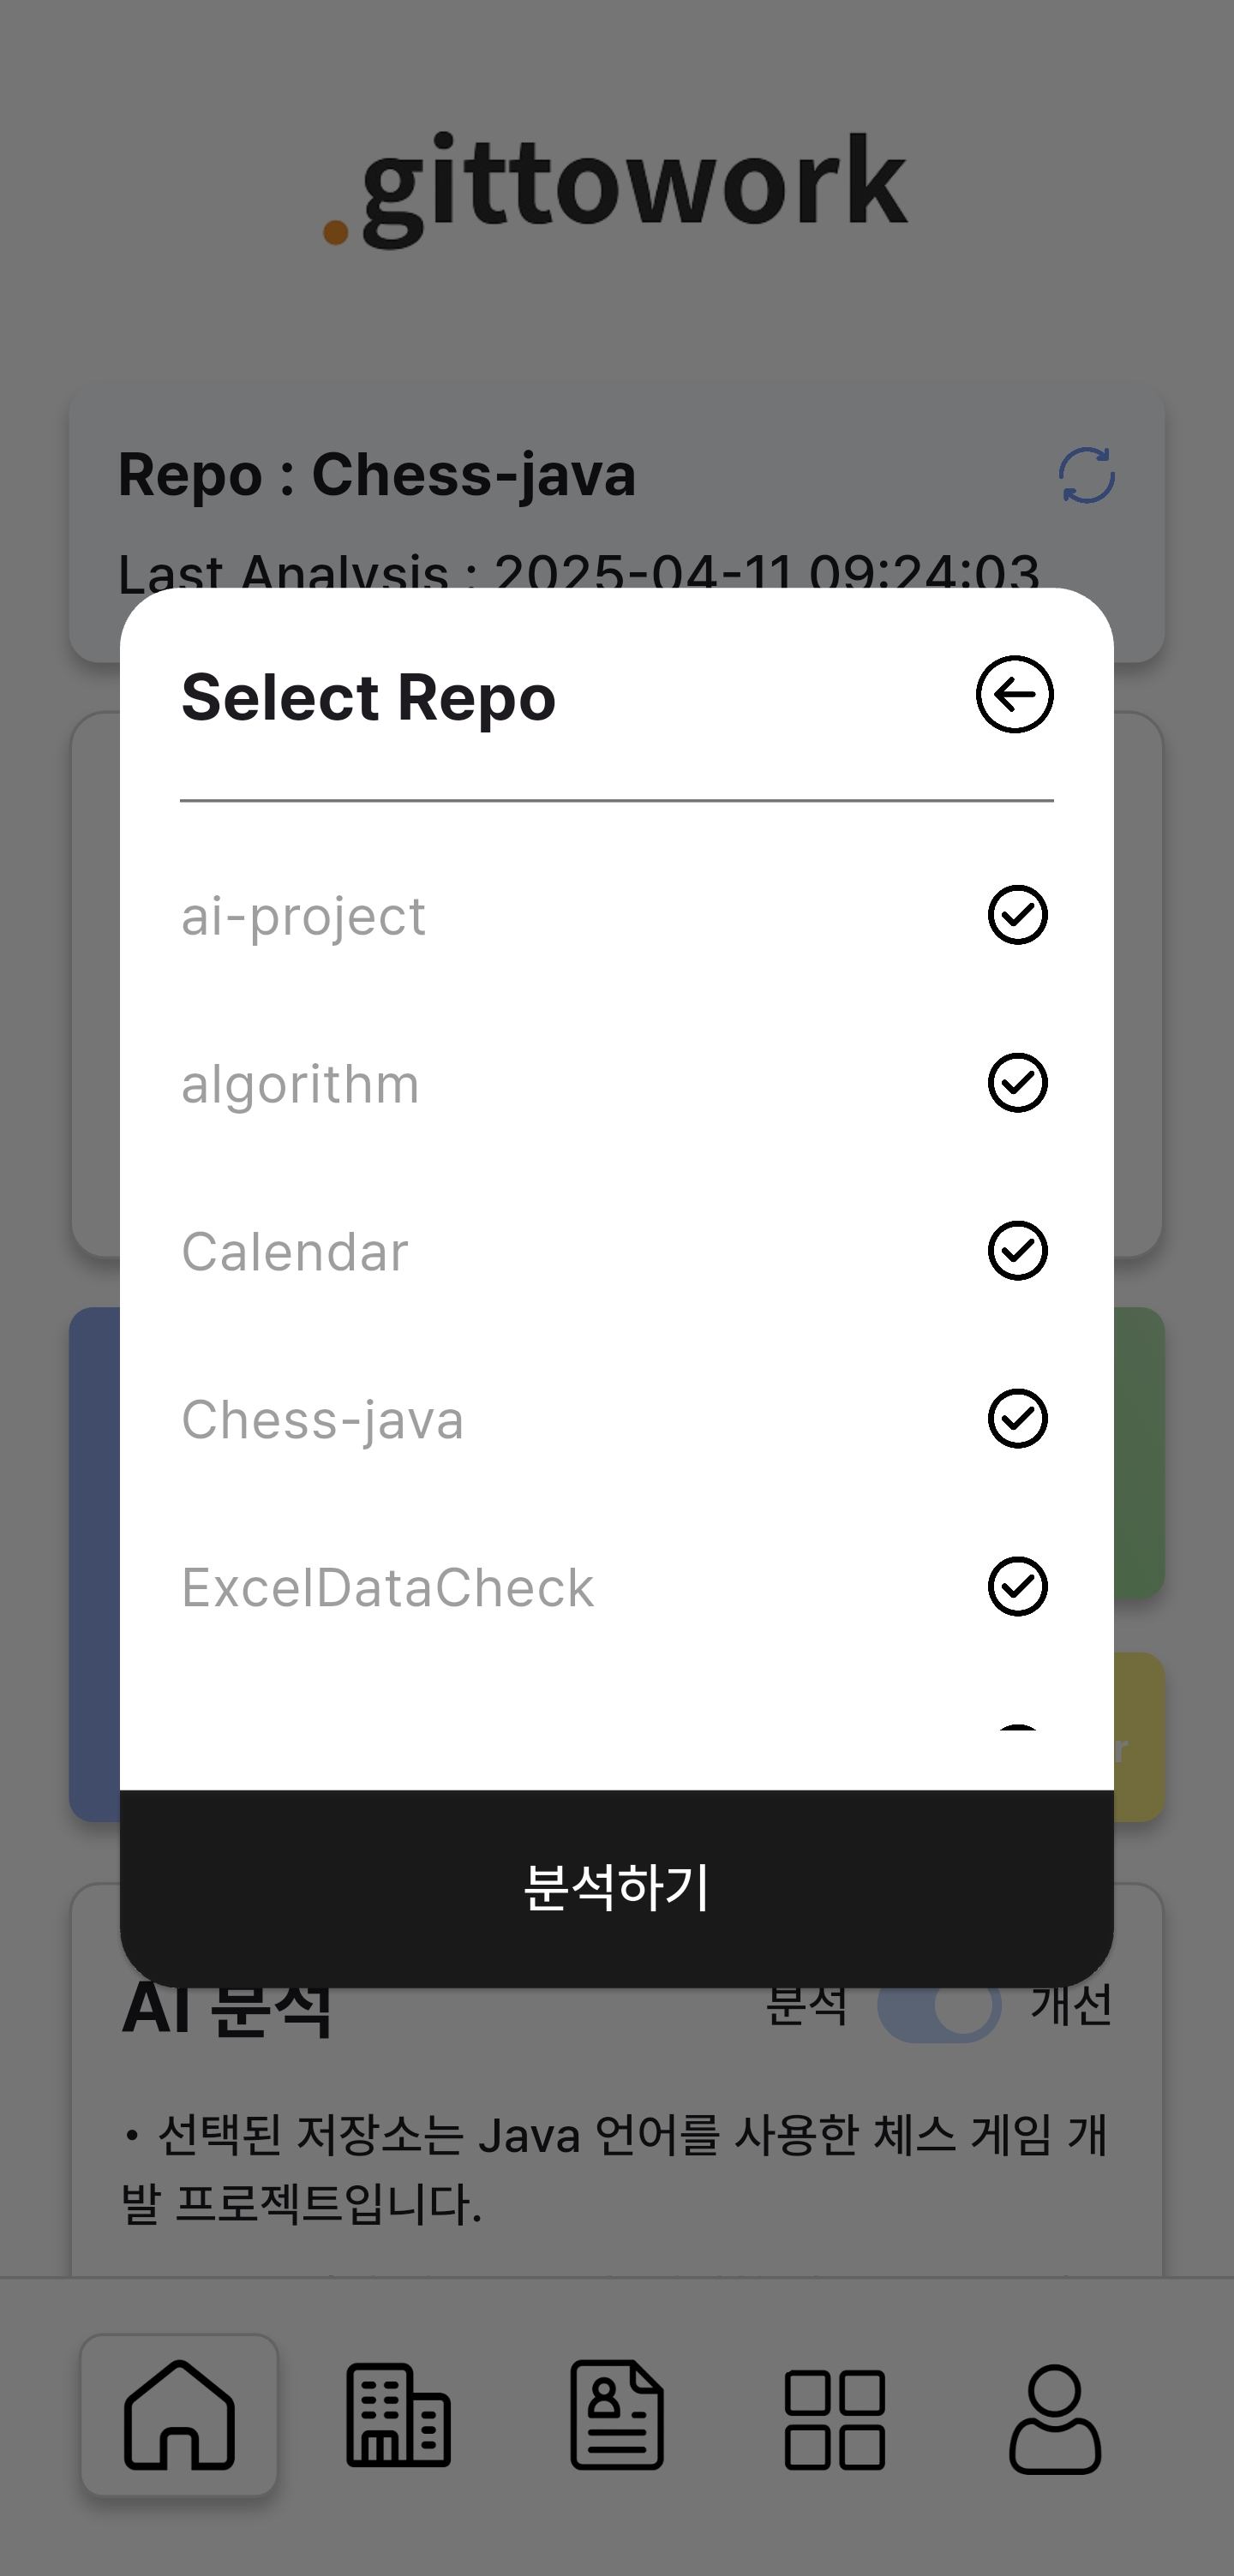 .gittowork
Repo : Chess-java
Last Analysis : 2025-04-11 09:24:03
Select Repo
ai-project
algorithm
Calendar
Chess-java
ExcelDataCheck
r
분석하기
AI 분석
분석 개선
• 선택된 저장소는 Java 언어를 사용한 체스 게임 개
발 프로젝트입니다.